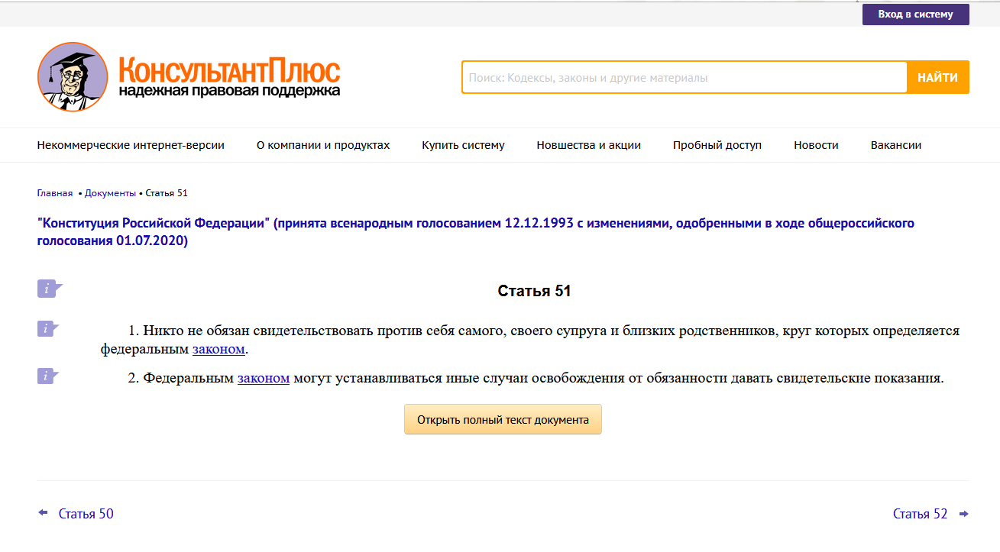 Вход в систему
КонсультантПлюс
надежная правовая поддержка
Поиск: Кодексы, законы и другие материалы
НАЙТИ
Некоммерческие интернет-версии О компании и продуктах Купить систему Новшества и акции Пробный доступ Новости Вакансии
Главная • Документы • Статья 51
"Конституция Российской Федерации" (принята всенародным голосованием 12.12.1993 с изменениями, одобренными в ходе общероссийского
голосования 01.07.2020)
i
Статья 51
i
1. Никто не обязан свидетельствовать против себя самого, своего супруга и близких родственников, круг которых определяется
федеральным законом.
i
2. Федеральным законом могут устанавливаться иные случаи освобождения от обязанности давать свидетельские показания.
Открыть полный текст документа
Статья 50
Статья 52